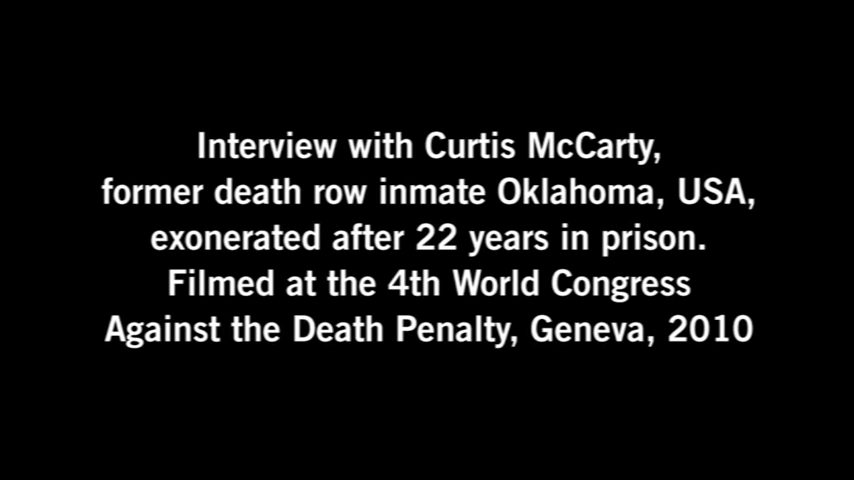 Interview with Curtis McCarty,
former death row inmate Oklahoma, USA,
exonerated after 22 years in prison.
Filmed at the 4th World Congress
Against the Death Penalty, Geneva, 2010